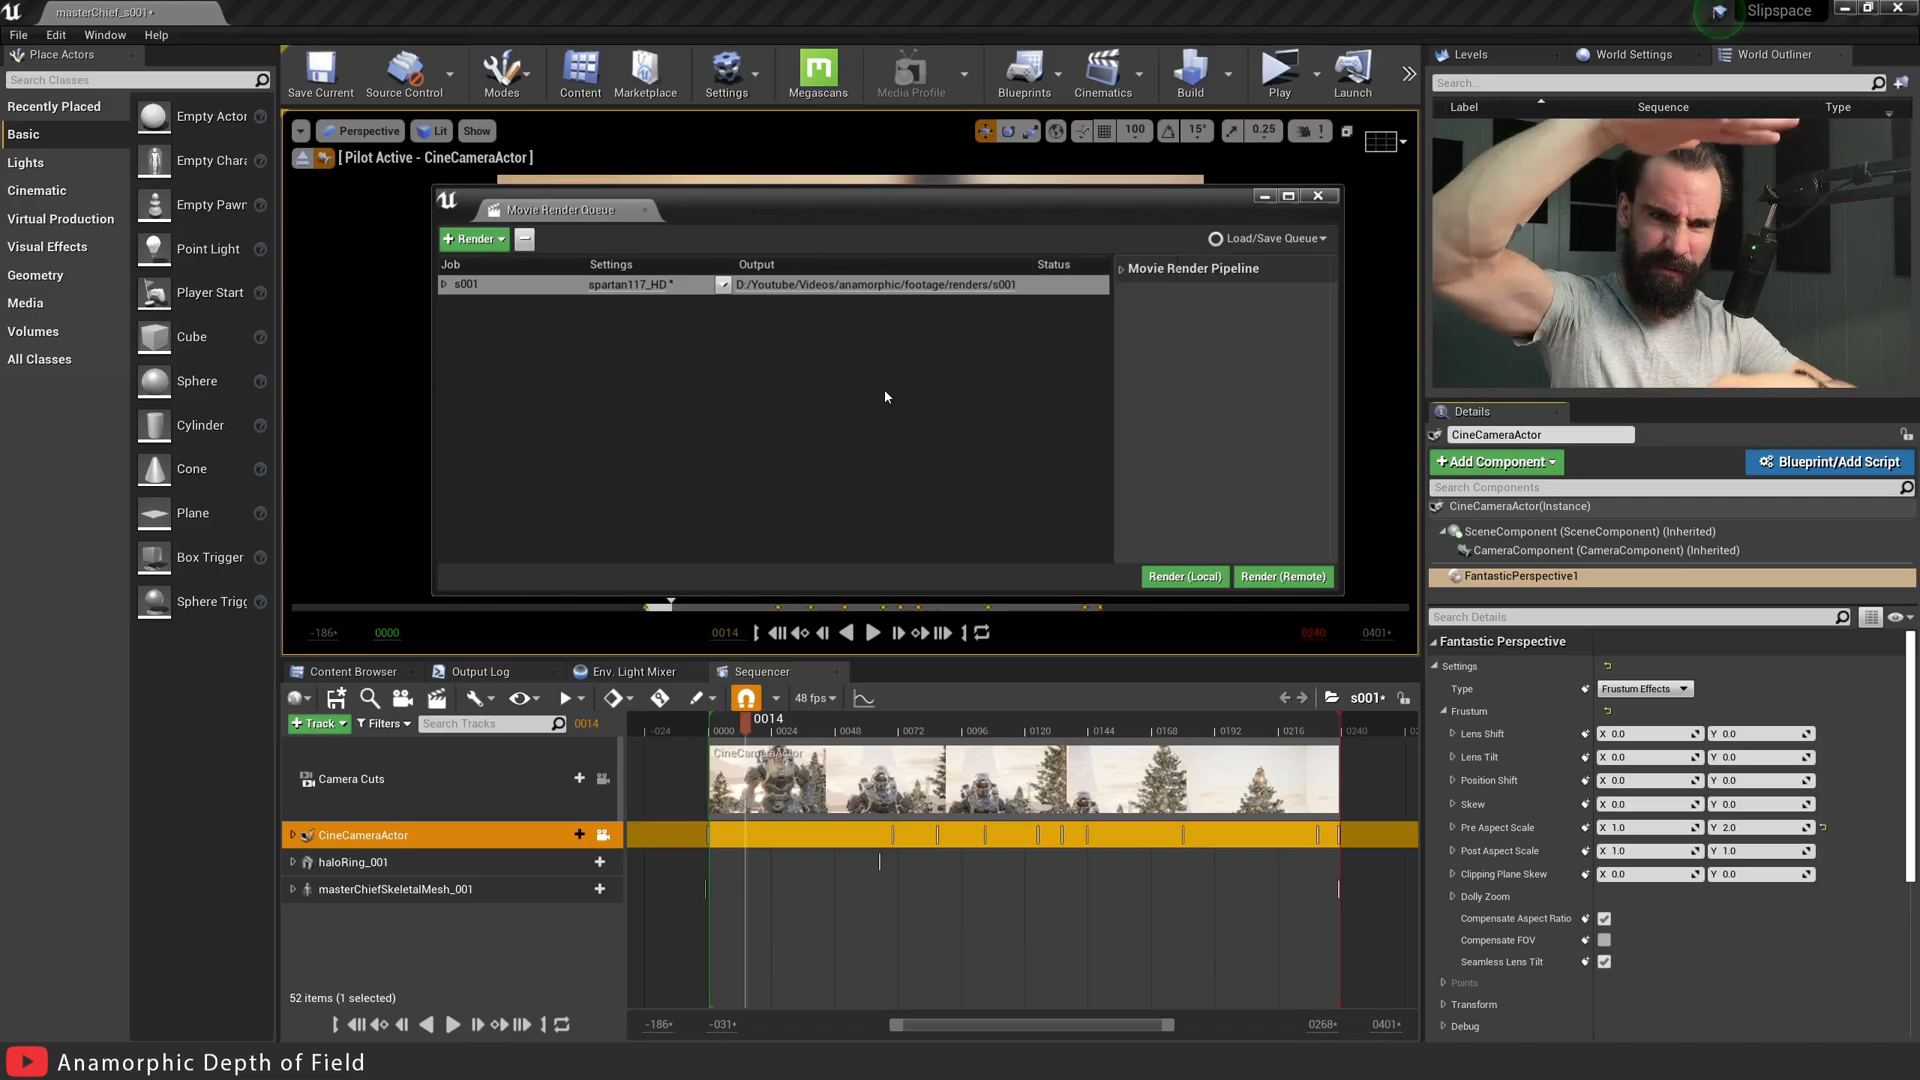 masterChief_s001•
Slipspace
File Edit Window Help
Place Actors
Search Classes
Recently Placed
Basic
Lights
Cinematic
Virtual Production
Visual Effects
Geometry
Media
Volumes
All Classes
Empty Actor
Empty Chara
Empty Pawn
Point Light
Player Start
Cube
Sphere
Cylinder
Cone
Plane
Box Trigger
Sphere Trigg
Save Current Source Control Modes Content Marketplace Settings Megascans Media Profile Blueprints Cinematics Build Play Launch
Perspective Lit Show
100 15° 0.25 1
[ Pilot Active - CineCameraActor ]
Movie Render Queue
+ Render
Load/Save Queue
Job Settings Output Status
s001 spartan117_HD * D:/Youtube/Videos/anamorphic/footage/renders/s001
Movie Render Pipeline
Render (Local) Render (Remote)
-186* 0000 0014 0240 0401*
Content Browser Output Log Env. Light Mixer Sequencer
48 fps s001*
+ Track Filters Search Tracks 0014
0014
-024 0000 0024 0048 0072 0096 0120 0144 0168 0192 0216 0240 02
CineCameraActor
Camera Cuts
CineCameraActor
haloRing_001
masterChiefSkeletalMesh_001
52 items (1 selected)
-186* -031* 0268* 0401*
Levels World Settings World Outliner
Search...
Label Sequence Type
Details
CineCameraActor
+ Add Component Blueprint/Add Script
Search Components
CineCameraActor(Instance)
SceneComponent (SceneComponent) (Inherited)
CameraComponent (CameraComponent) (Inherited)
FantasticPerspective1
Search Details
Fantastic Perspective
Settings
Type Frustum Effects
Frustum
Lens Shift X 0.0 Y 0.0
Lens Tilt X 0.0 Y 0.0
Position Shift X 0.0 Y 0.0
Skew X 0.0 Y 0.0
Pre Aspect Scale X 1.0 Y 2.0
Post Aspect Scale X 1.0 Y 1.0
Clipping Plane Skew X 0.0 Y 0.0
Dolly Zoom
Compensate Aspect Ratio
Compensate FOV
Seamless Lens Tilt
Points
Transform
Debug
Anamorphic Depth of Field